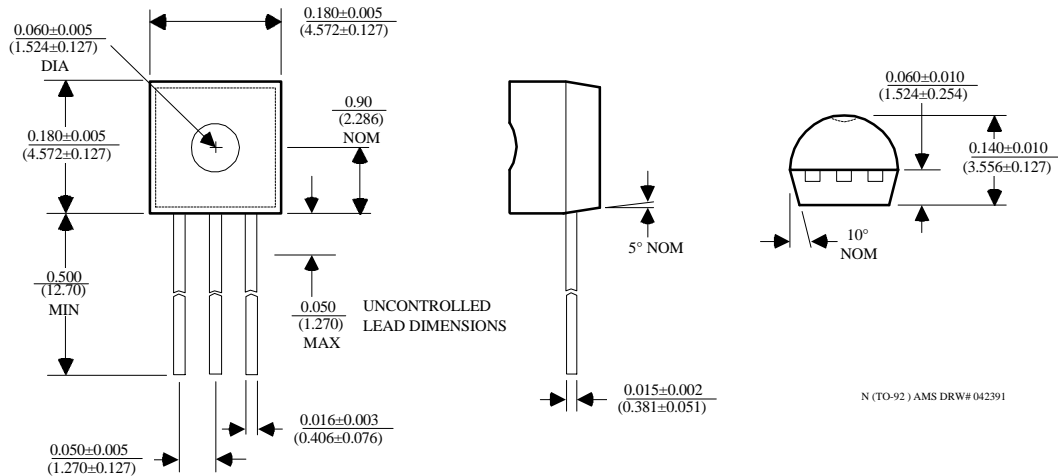 0.060±0.005
(1.524±0.127)
DIA
0.180±0.005
(4.572±0.127)
0.180±0.005
(4.572±0.127)
0.90
(2.286)
NOM
0.500
(12.70)
MIN
0.050
(1.270)
MAX
UNCONTROLLED
LEAD DIMENSIONS
0.016±0.003
(0.406±0.076)
0.050±0.005
(1.270±0.127)
5° NOM
0.015±0.002
(0.381±0.051)
0.060±0.010
(1.524±0.254)
0.140±0.010
(3.556±0.127)
10°
NOM
N (TO-92 ) AMS DRW# 042391